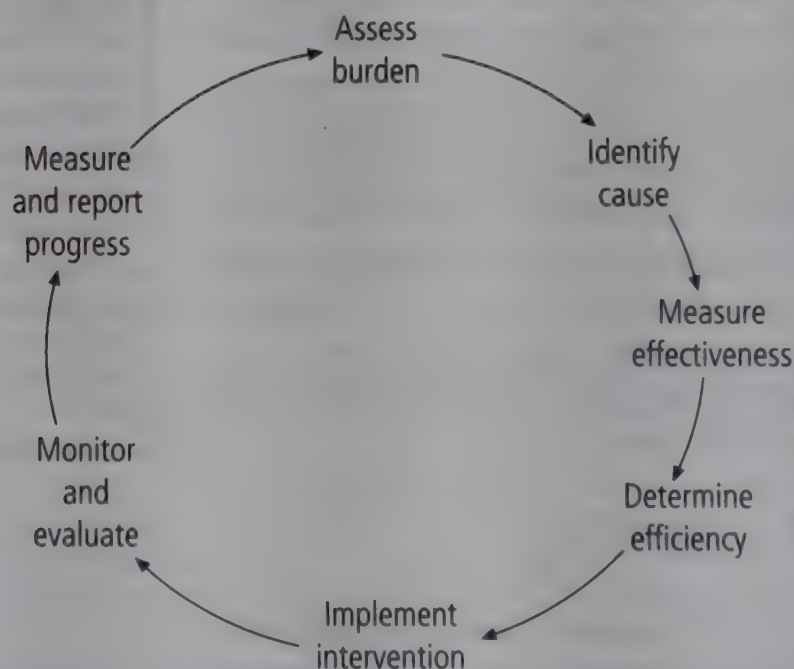 Assess
burden
Identify
cause
Measure
effectiveness
Determine
efficiency
Implement
intervention
Monitor
and
evaluate
Measure
and report
progress